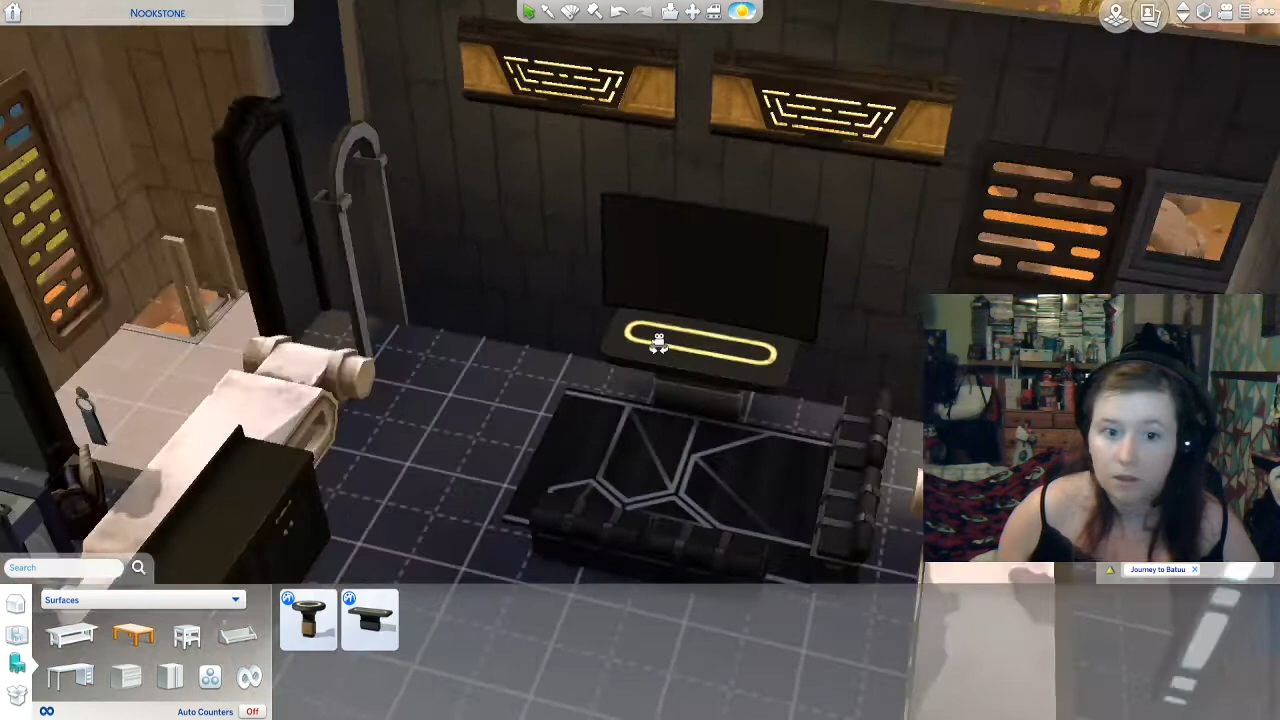 Nookstone
Search
Journey to Batuu
Surfaces
Auto Counters Off